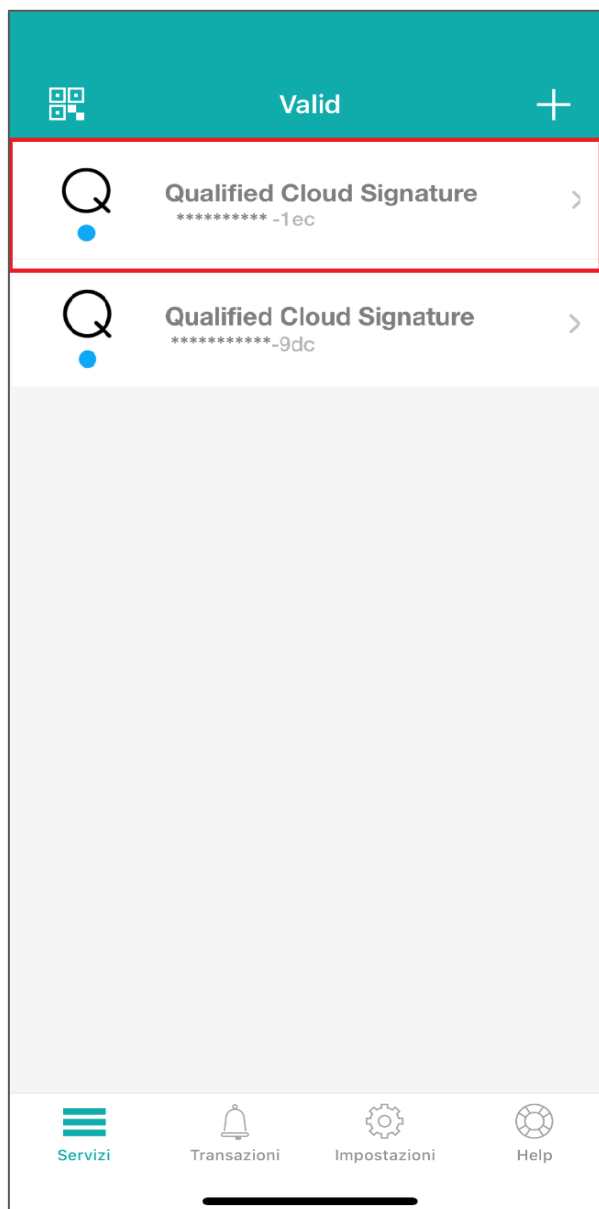 Valid
Qualified Cloud Signature
********** -1ec
Qualified Cloud Signature
***********-9dc
Servizi
Transazioni
Impostazioni
Help